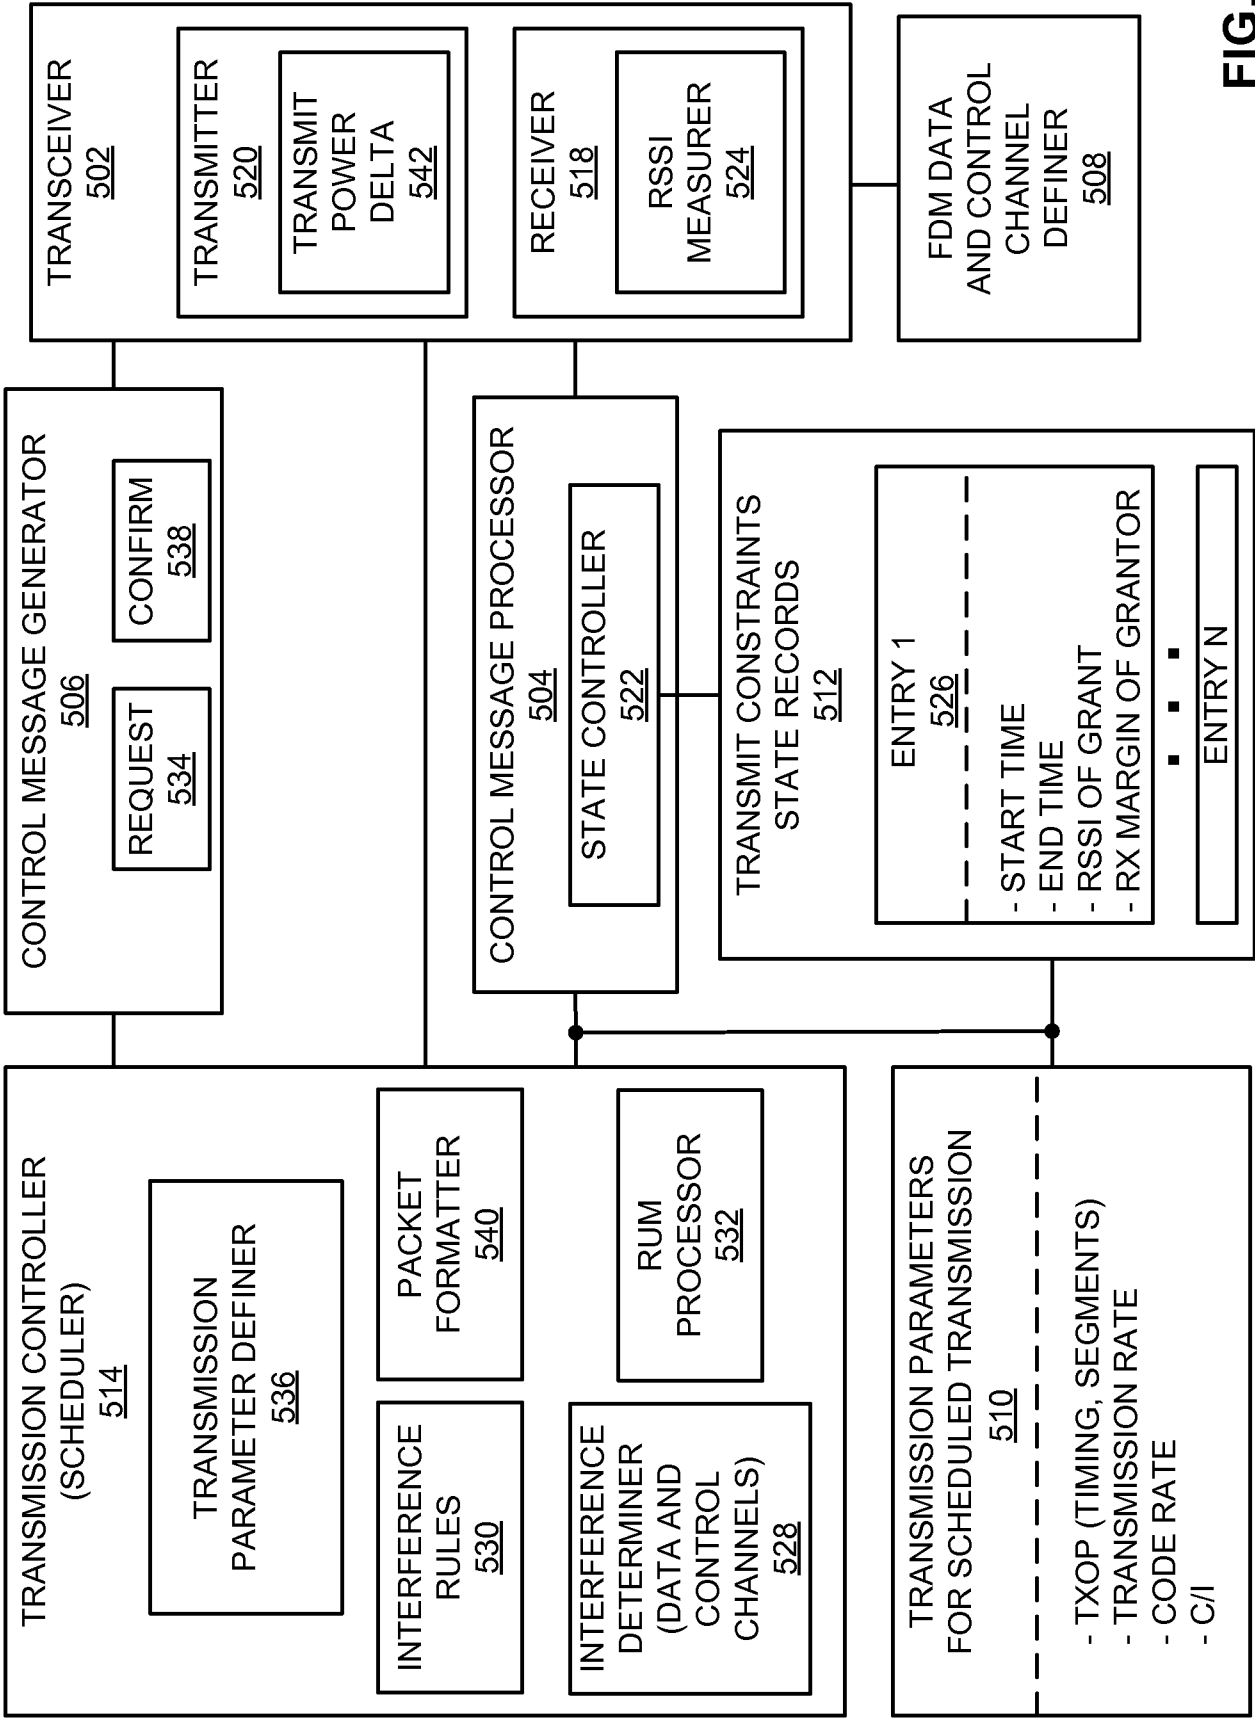 TRANSMISSION CONTROLLER
(SCHEDULER)
514
TRANSMISSION
PARAMETER DEFINER
536
INTERFERENCE
RULES
530
PACKET
FORMATTER
540
INTERFERENCE
DETERMINER
(DATA AND
CONTROL
CHANNELS)
528
RUM
PROCESSOR
532
TRANSMISSION PARAMETERS
FOR SCHEDULED TRANSMISSION
510
- TXOP (TIMING, SEGMENTS)
- TRANSMISSION RATE
- CODE RATE
- C/I
CONTROL MESSAGE GENERATOR
506
REQUEST
534
CONFIRM
538
CONTROL MESSAGE PROCESSOR
504
STATE CONTROLLER
522
TRANSMIT CONSTRAINTS
STATE RECORDS
512
ENTRY 1
526
- START TIME
- END TIME
- RSSI OF GRANT
- RX MARGIN OF GRANTOR
ENTRY N
TRANSCEIVER
502
TRANSMITTER
520
TRANSMIT
POWER
DELTA
542
RECEIVER
518
RSSI
MEASURER
524
FDM DATA
AND CONTROL
CHANNEL
DEFINER
508
FIG.